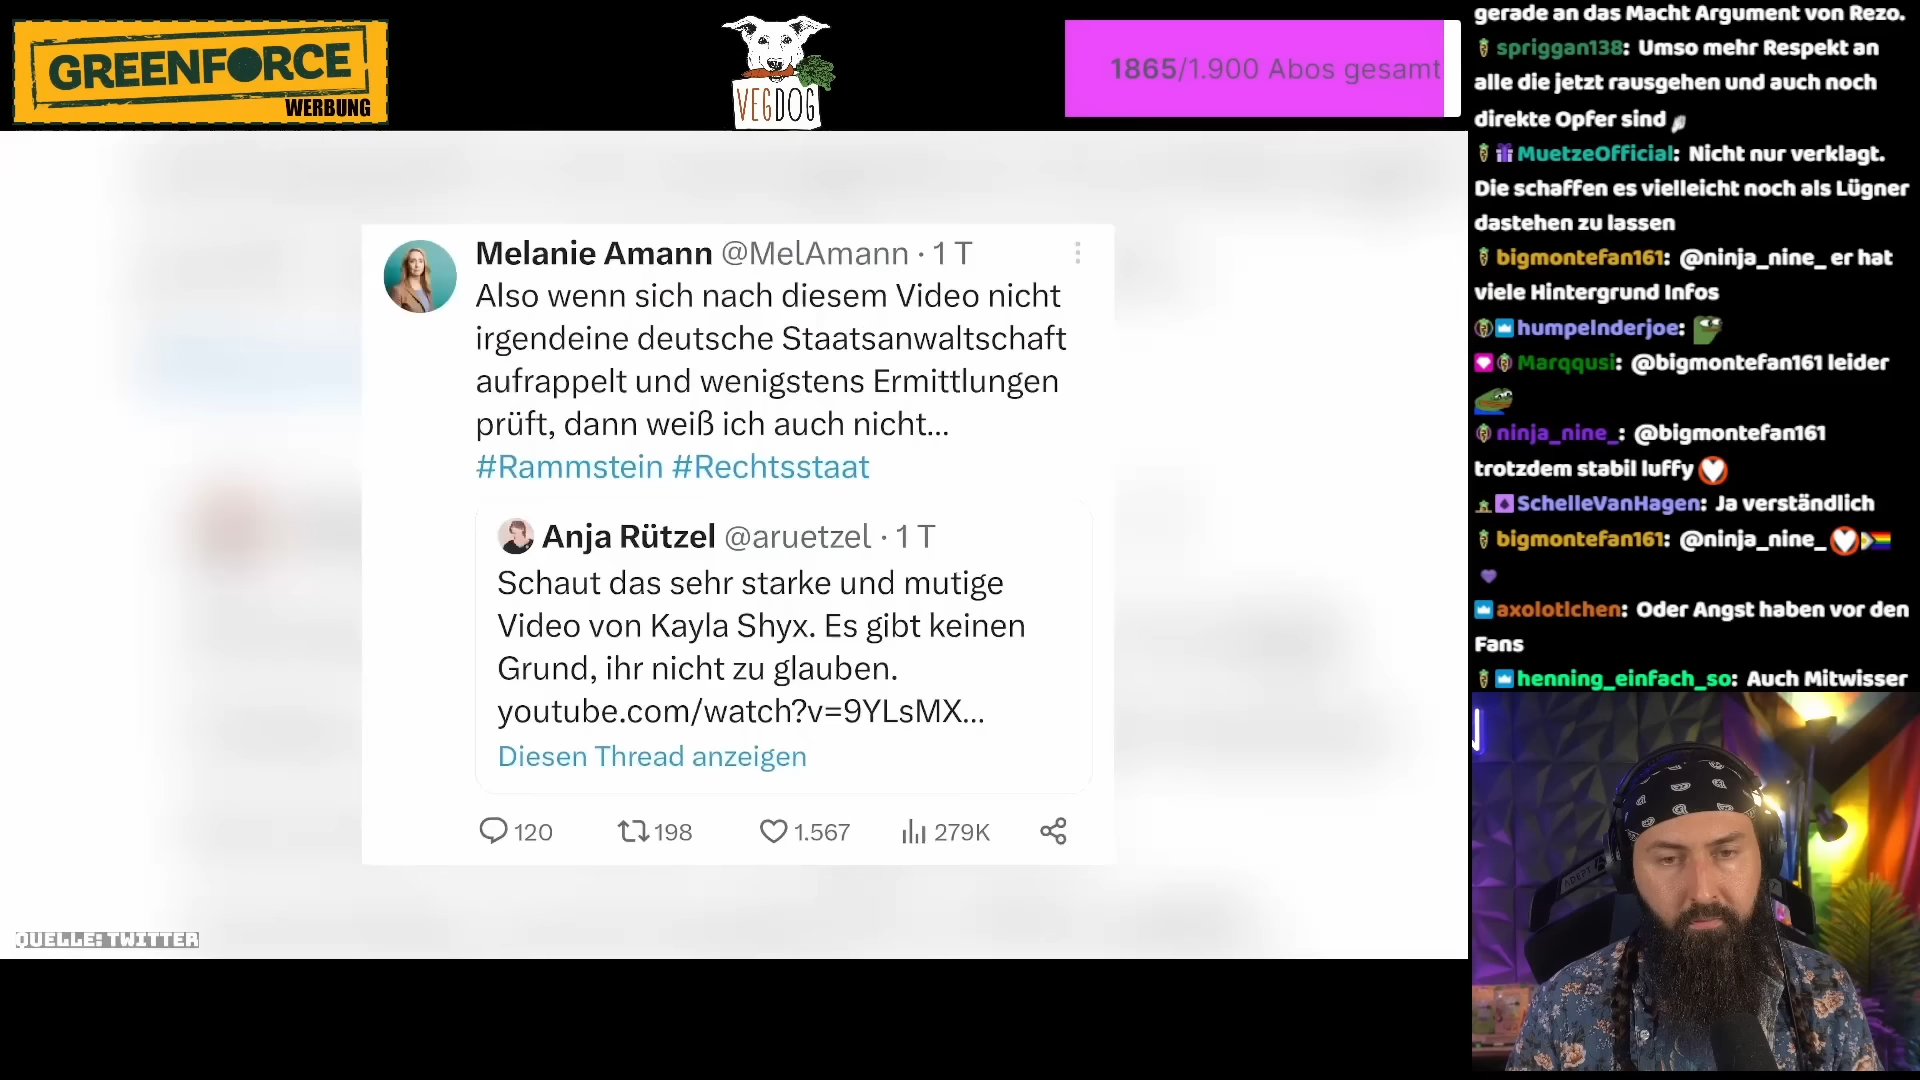 GREENFORCE
WERBUNG
VEGDOG
1865/1.900 Abos gesamt
Melanie Amann @MelAmann · 1 T
Also wenn sich nach diesem Video nicht
irgendeine deutsche Staatsanwaltschaft
aufrappelt und wenigstens Ermittlungen
prüft, dann weiß ich auch nicht...
#Rammstein #Rechtsstaat
Anja Rützel @aruetzel · 1 T
Schaut das sehr starke und mutige
Video von Kayla Shyx. Es gibt keinen
Grund, ihr nicht zu glauben.
youtube.com/watch?v=9YLsMX...
Diesen Thread anzeigen
120 198 1.567 279K
QUELLE: TWITTER
gerade an das Macht Argument von Rezo.
spriggan138: Umso mehr Respekt an
alle die jetzt rausgehen und auch noch
direkte Opfer sind
MuetzeOfficial: Nicht nur verklagt.
Die schaffen es vielleicht noch als Lügner
dastehen zu lassen
bigmontefan161: @ninja_nine_ er hat
viele Hintergrund Infos
humpelnderjoe:
Marqqusi: @bigmontefan161 leider
ninja_nine_: @bigmontefan161
trotzdem stabil luffy
SchelleVanHagen: Ja verständlich
bigmontefan161: @ninja_nine_
axolotlchen: Oder Angst haben vor den
Fans
henning_einfach_so: Auch Mitwisser